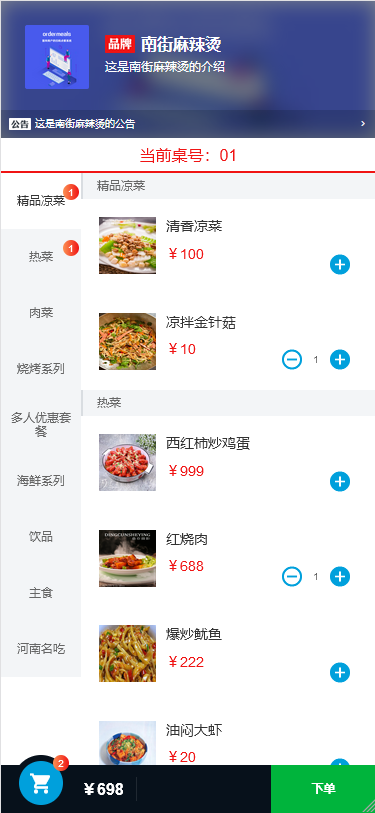 ordermeals
品牌 南街麻辣烫
这是南街麻辣烫的介绍
公告 这是南街麻辣烫的公告
当前桌号：01
精品凉菜 1
热菜 1
肉菜
烧烤系列
多人优惠套
餐
海鲜系列
饮品
主食
河南名吃
精品凉菜
清香凉菜
￥100
凉拌金针菇
￥10
1
热菜
西红柿炒鸡蛋
￥999
红烧肉
￥688
1
爆炒鱿鱼
￥222
油闷大虾
￥20
2
￥698
下单